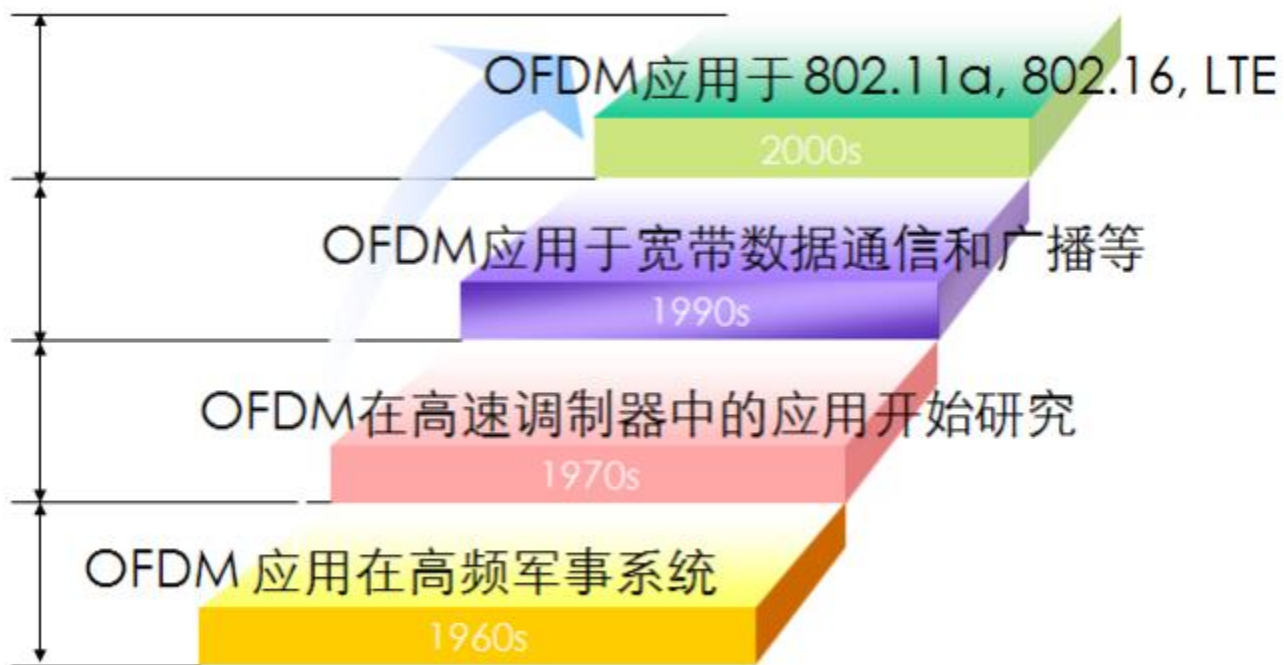 OFDM应用于 802.11a, 802.16, LTE
2000s
OFDM应用于宽带数据通信和广播等
1990s
OFDM在高速调制器中的应用开始研究
1970s
OFDM 应用在高频军事系统
1960s